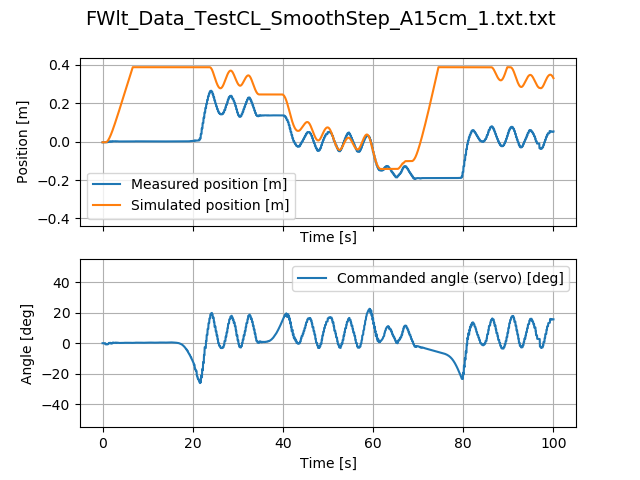 FWlt_Data_TestCL_SmoothStep_A15cm_1.txt.txt
0.4
0.2
0.0
−0.2
−0.4
Position [m]
Measured position [m]
Simulated position [m]
Time [s]
40
20
0
−20
−40
Angle [deg]
Commanded angle (servo) [deg]
0 20 40 60 80 100
Time [s]